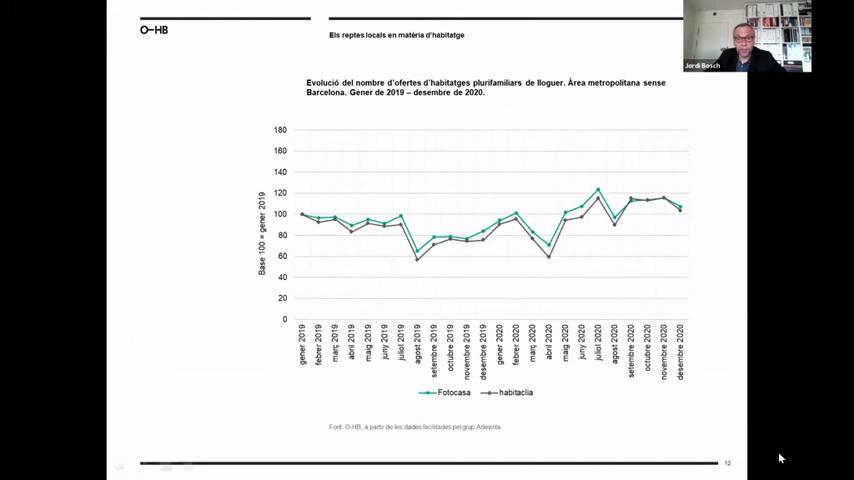 O-HB
Els reptes locals en matèria d'habitatge
Jordi Bosch
Evolució del nombre d'ofertes d'habitatges plurifamiliars de lloguer. Àrea metropolitana sense
Barcelona. Gener de 2019 – desembre de 2020.
180
160
140
120
100
80
60
40
20
0
Base 100 = gener 2019
gener 2019
febrer 2019
març 2019
abril 2019
maig 2019
juny 2019
juliol 2019
agost 2019
setembre 2019
octubre 2019
novembre 2019
desembre 2019
gener 2020
febrer 2020
març 2020
abril 2020
maig 2020
juny 2020
juliol 2020
agost 2020
setembre 2020
octubre 2020
novembre 2020
desembre 2020
Fotocasa
habitaclia
Font: O-HB, a partir de les dades facilitades pel grup Adevinta.
12